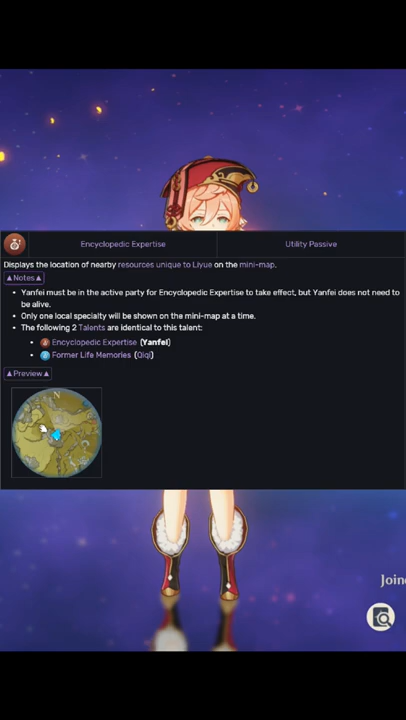 Encyclopedic Expertise
Utility Passive
Displays the location of nearby resources unique to Liyue on the mini-map.
▲Notes▲
• Yanfei must be in the active party for Encyclopedic Expertise to take effect, but Yanfei does not need to
be alive.
• Only one local specialty will be shown on the mini-map at a time.
• The following 2 Talents are identical to this talent:
• Encyclopedic Expertise (Yanfei)
• Former Life Memories (Qiqi)
▲Preview▲
N
Joine